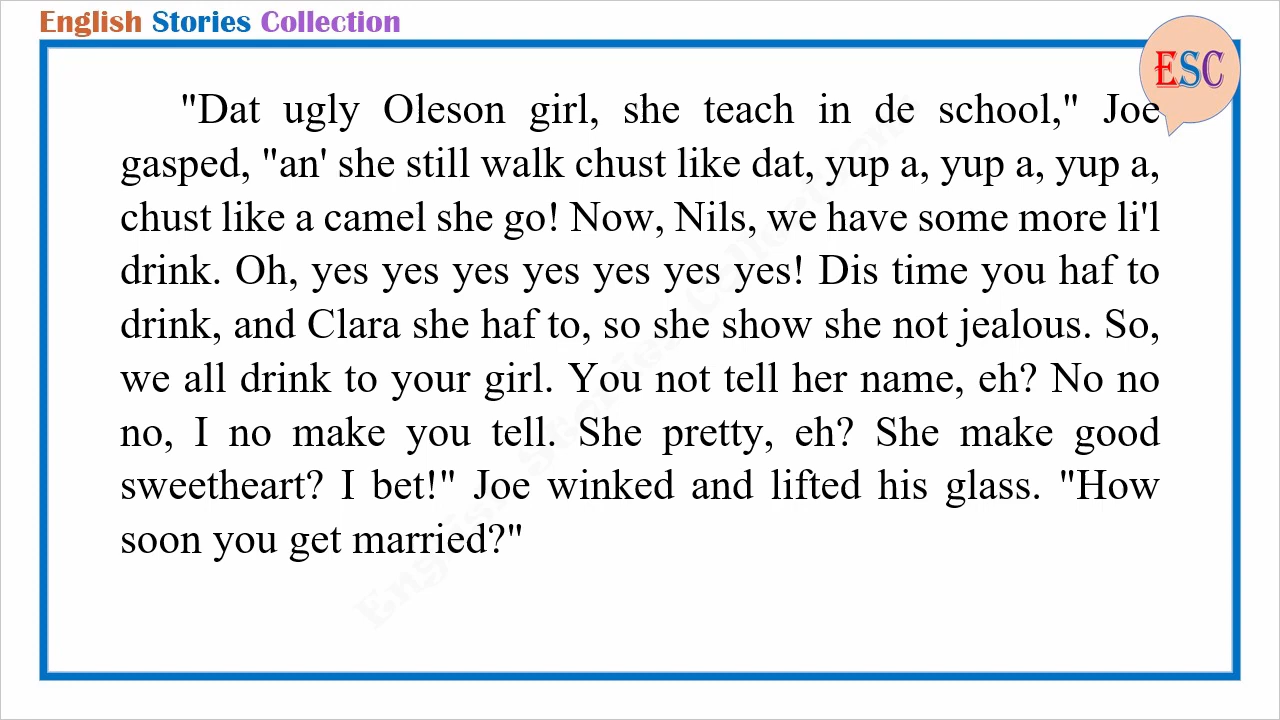 English Stories Collection
ESC
"Dat ugly Oleson girl, she teach in de school," Joe
gasped, "an' she still walk chust like dat, yup a, yup a, yup a,
chust like a camel she go! Now, Nils, we have some more li'l
drink. Oh, yes yes yes yes yes yes yes! Dis time you haf to
drink, and Clara she haf to, so she show she not jealous. So,
we all drink to your girl. You not tell her name, eh? No no
no, I no make you tell. She pretty, eh? She make good
sweetheart? I bet!" Joe winked and lifted his glass. "How
soon you get married?"
English Stories Collection